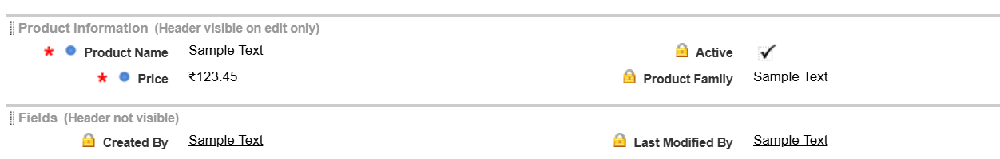 Product Information (Header visible on edit only)
* Product Name Sample Text Active
* Price ₹123.45 Product Family Sample Text
Fields (Header not visible)
Created By Sample Text Last Modified By Sample Text